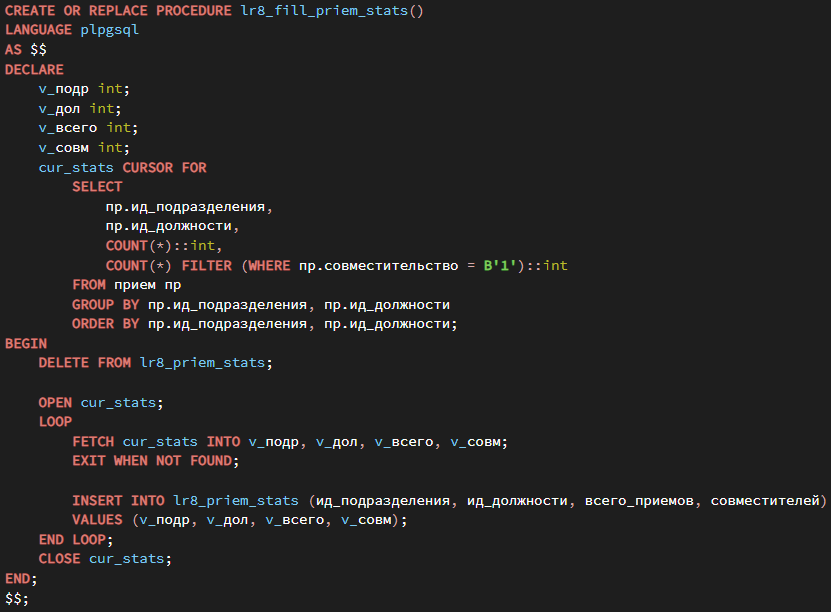 CREATE OR REPLACE PROCEDURE lr8_fill_priem_stats()
LANGUAGE plpgsql
AS $$
DECLARE
    v_подр int;
    v_дол int;
    v_всего int;
    v_совм int;
    cur_stats CURSOR FOR
        SELECT
            пр.ид_подразделения,
            пр.ид_должности,
            COUNT(*)::int,
            COUNT(*) FILTER (WHERE пр.совместительство = B'1')::int
        FROM прием пр
        GROUP BY пр.ид_подразделения, пр.ид_должности
        ORDER BY пр.ид_подразделения, пр.ид_должности;
BEGIN
    DELETE FROM lr8_priem_stats;

    OPEN cur_stats;
    LOOP
        FETCH cur_stats INTO v_подр, v_дол, v_всего, v_совм;
        EXIT WHEN NOT FOUND;

        INSERT INTO lr8_priem_stats (ид_подразделения, ид_должности, всего_приемов, совместителей)
        VALUES (v_подр, v_дол, v_всего, v_совм);
    END LOOP;
    CLOSE cur_stats;
END;
$$;